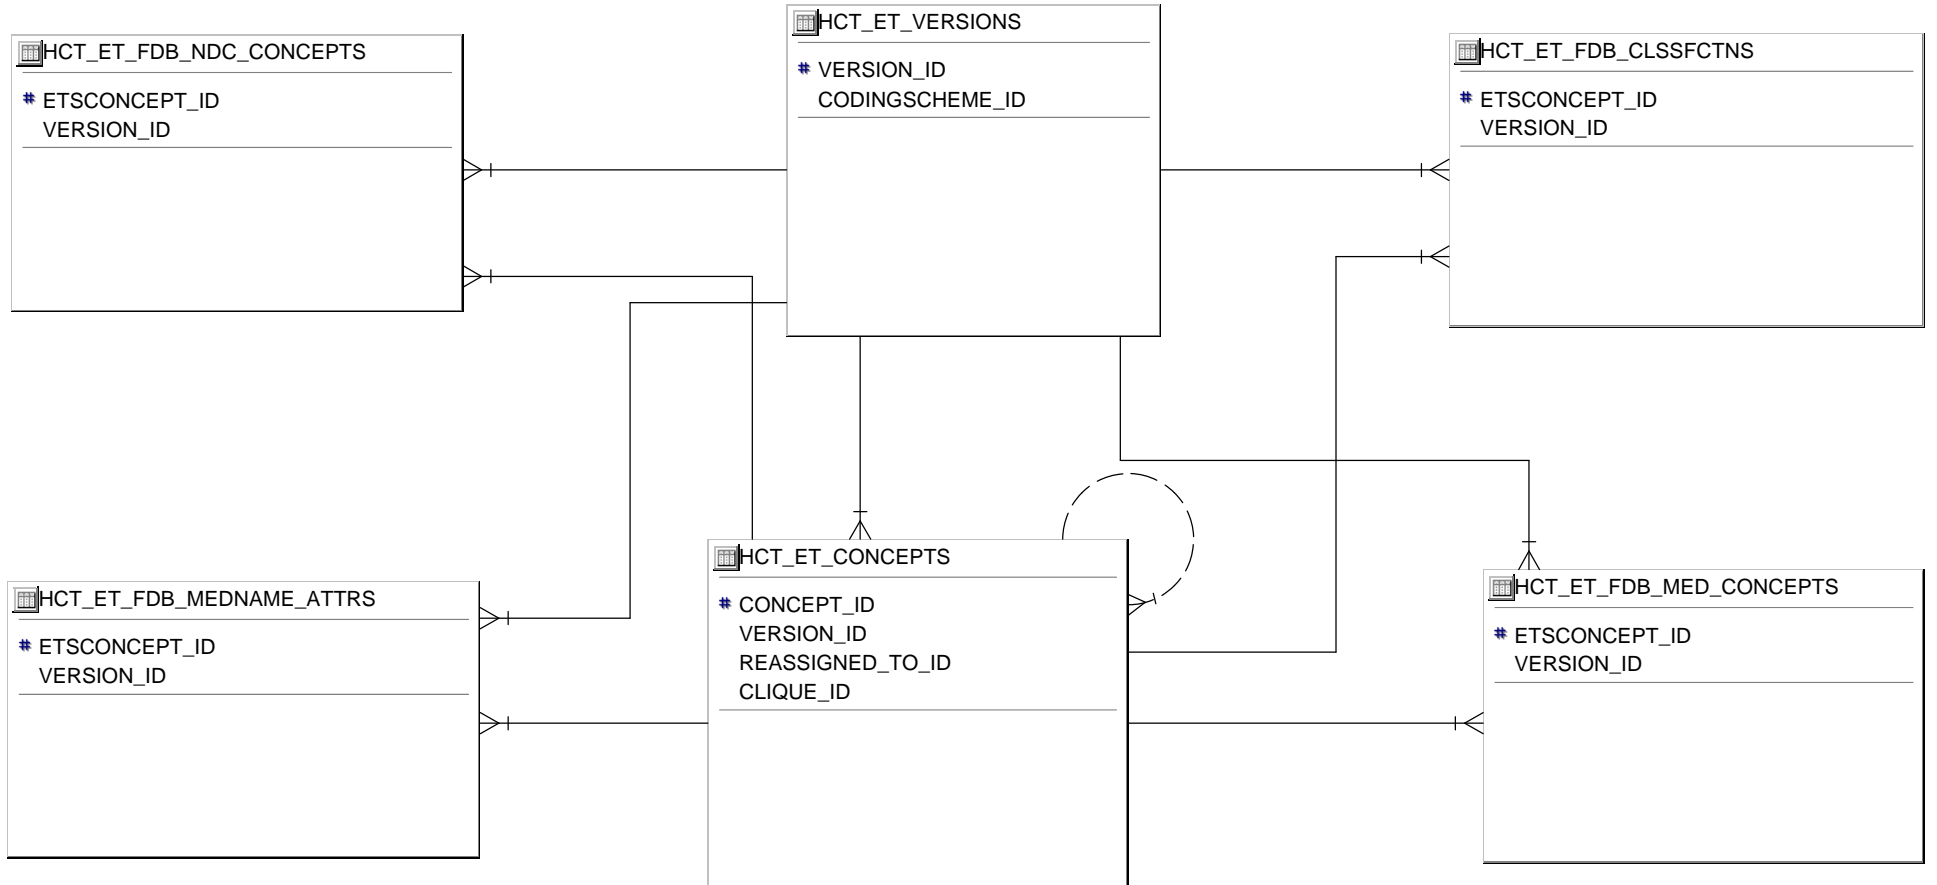 HCT_ET_VERSIONS
# VERSION_ID
CODINGSCHEME_ID
HCT_ET_FDB_NDC_CONCEPTS
# ETSCONCEPT_ID
VERSION_ID
HCT_ET_FDB_CLSSFCTNS
# ETSCONCEPT_ID
VERSION_ID
HCT_ET_FDB_MEDNAME_ATTRS
# ETSCONCEPT_ID
VERSION_ID
HCT_ET_CONCEPTS
# CONCEPT_ID
VERSION_ID
REASSIGNED_TO_ID
CLIQUE_ID
HCT_ET_FDB_MED_CONCEPTS
# ETSCONCEPT_ID
VERSION_ID